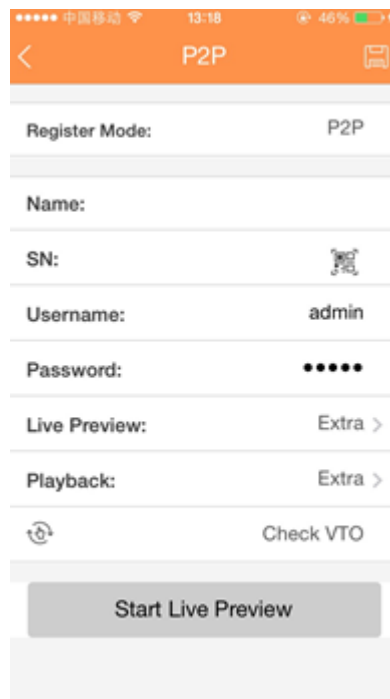 中国移动 13:18 46%
P2P
Register Mode: P2P
Name:
SN:
Username: admin
Password: •••••
Live Preview: Extra >
Playback: Extra >
Check VTO
Start Live Preview